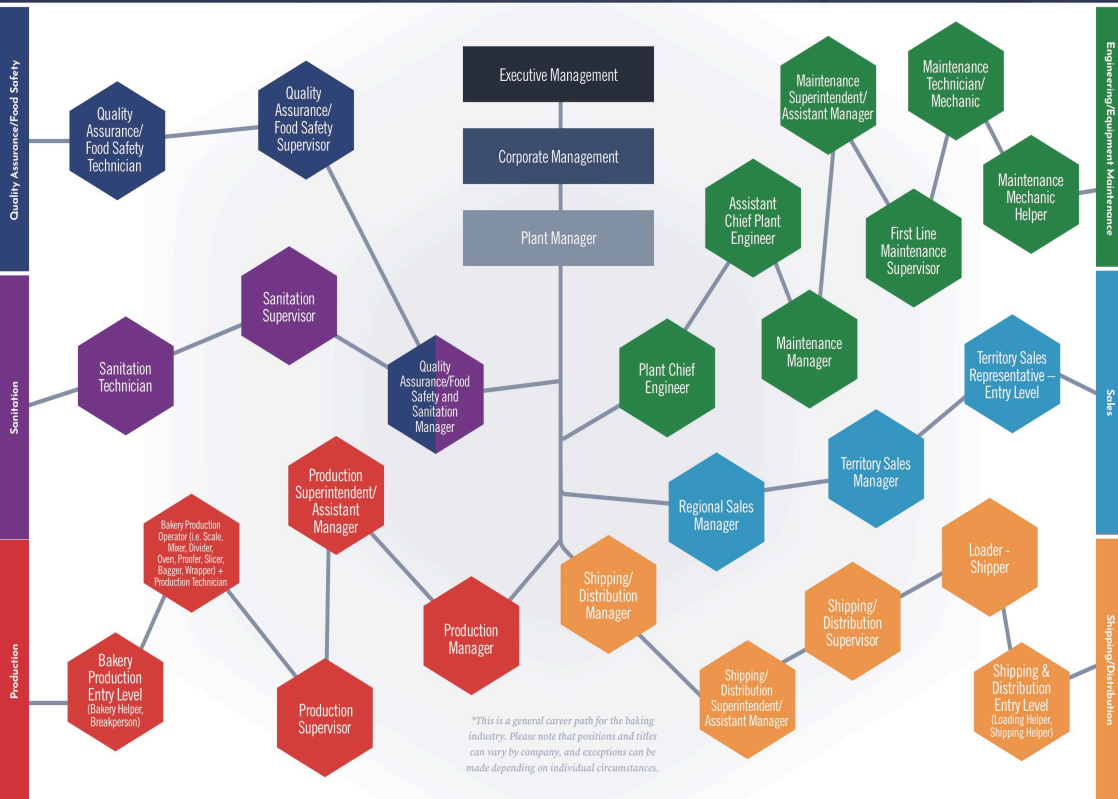 Quality Assurance/Food Safety
Quality
Assurance/
Food Safety
Technician
Quality
Assurance/
Food Safety
Supervisor
Sanitation
Sanitation
Technician
Sanitation
Supervisor
Quality
Assurance/Food
Safety and
Sanitation
Manager
Production
Bakery
Production
Entry Level
(Bakery Helper,
Breakperson)
Bakery Production
Operator (i.e. Scale,
Mixer, Divider,
Oven, Proofer, Slicer,
Bagger, Wrapper) +
Production Technician
Production
Supervisor
Production
Superintendent/
Assistant
Manager
Production
Manager
Executive Management
Corporate Management
Plant Manager
Engineering/Equipment Maintenance
Maintenance
Mechanic
Helper
Maintenance
Technician/
Mechanic
First Line
Maintenance
Supervisor
Maintenance
Superintendent/
Assistant Manager
Maintenance
Manager
Assistant
Chief Plant
Engineer
Plant Chief
Engineer
Sales
Territory Sales
Representative –
Entry Level
Territory Sales
Manager
Regional Sales
Manager
Shipping/Distribution
Shipping &
Distribution
Entry Level
(Loading Helper,
Shipping Helper)
Loader -
Shipper
Shipping/
Distribution
Supervisor
Shipping/
Distribution
Superintendent/
Assistant Manager
Shipping/
Distribution
Manager
*This is a general career path for the baking
industry. Please note that positions and titles
can vary by company, and exceptions can be
made depending on individual circumstances.